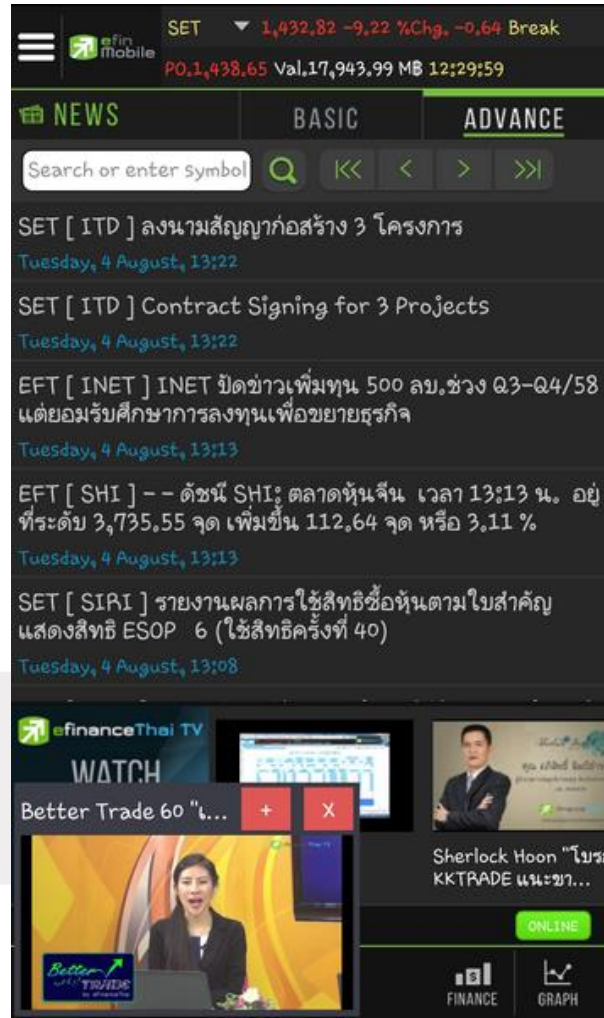 efin Mobile
SET 1,432.82 -9.22 %Chg. -0.64 Break
PO.1,438.65 Val.17,943.99 MB 12:29:59
NEWS BASIC ADVANCE
Search or enter symbol |<< < > >>|
SET [ ITD ] ลงนามสัญญาก่อสร้าง 3 โครงการ
Tuesday, 4 August, 13:22
SET [ ITD ] Contract Signing for 3 Projects
Tuesday, 4 August, 13:22
EFT [ INET ] INET ปัดข่าวเพิ่มทุน 500 ลบ.ช่วง Q3-Q4/58
แต่ยอมรับศึกษาการลงทุนเพื่อขยายธุรกิจ
Tuesday, 4 August, 13:13
EFT [ SHI ] -- ดัชนี SHI: ตลาดหุ้นจีน เวลา 13:13 น. อยู่
ที่ระดับ 3,735.55 จุด เพิ่มขึ้น 112.64 จุด หรือ 3.11 %
Tuesday, 4 August, 13:13
SET [ SIRI ] รายงานผลการใช้สิทธิซื้อหุ้นตามใบสำคัญ
แสดงสิทธิ ESOP 6 (ใช้สิทธิครั้งที่ 40)
Tuesday, 4 August, 13:08
efinanceThai TV
WATCH
Better Trade 60 "เ... + X
Sherlock Hoon "โบร
KKTRADE แนะขา...
Better
TRADE
by efinanceThai
ONLINE
FINANCE GRAPH